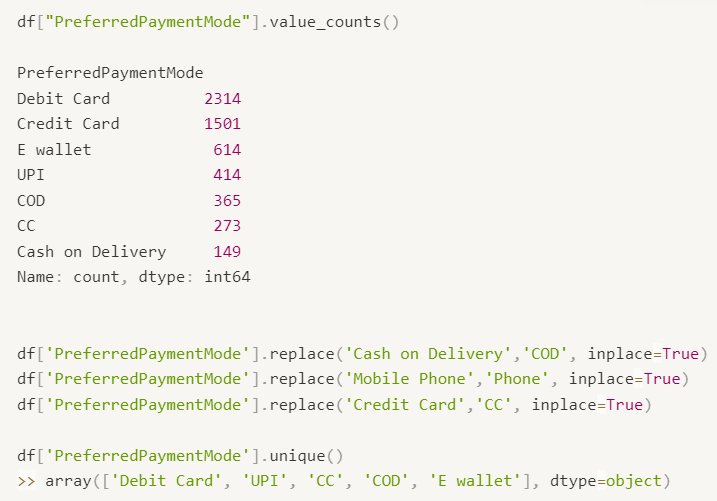 df["PreferredPaymentMode"].value_counts()
PreferredPaymentMode
Debit Card 2314
Credit Card 1501
E wallet 614
UPI 414
COD 365
CC 273
Cash on Delivery 149
Name: count, dtype: int64
df['PreferredPaymentMode'].replace('Cash on Delivery','COD', inplace=True)
df['PreferredPaymentMode'].replace('Mobile Phone','Phone', inplace=True)
df['PreferredPaymentMode'].replace('Credit Card','CC', inplace=True)
df['PreferredPaymentMode'].unique()
>> array(['Debit Card', 'UPI', 'CC', 'COD', 'E wallet'], dtype=object)